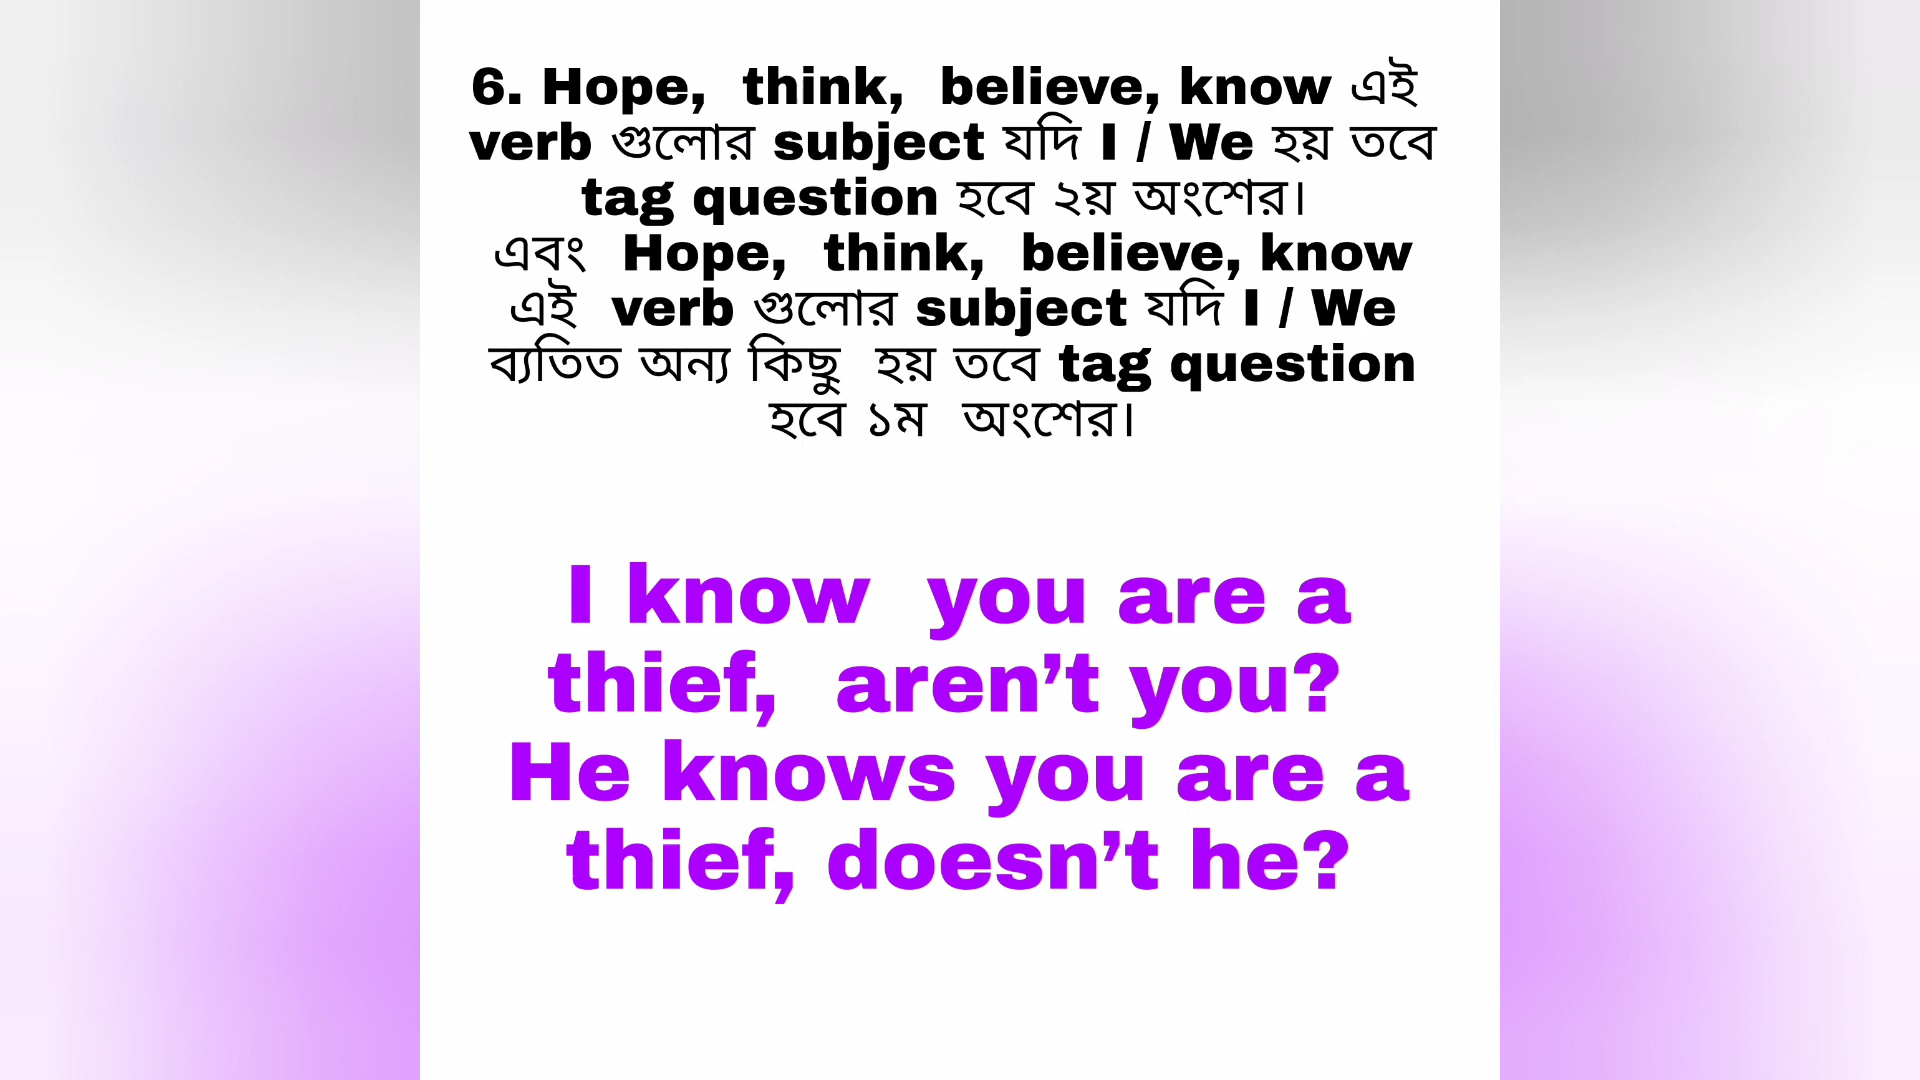 6. Hope, think, believe, know এই
verb গুলোর subject যদি I / We হয় তবে
tag question হবে ২য় অংশের।
এবং Hope, think, believe, know
এই verb গুলোর subject যদি I / We
ব্যতিত অন্য কিছু হয় তবে tag question
হবে ১ম অংশের।
I know you are a
thief, aren’t you?
He knows you are a
thief, doesn’t he?